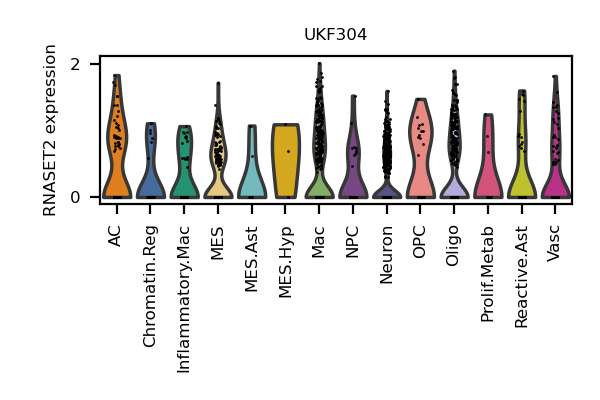 UKF304
RNASET2 expression
2
0
AC
Chromatin.Reg
Inflammatory.Mac
MES
MES.Ast
MES.Hyp
Mac
NPC
Neuron
OPC
Oligo
Prolif.Metab
Reactive.Ast
Vasc